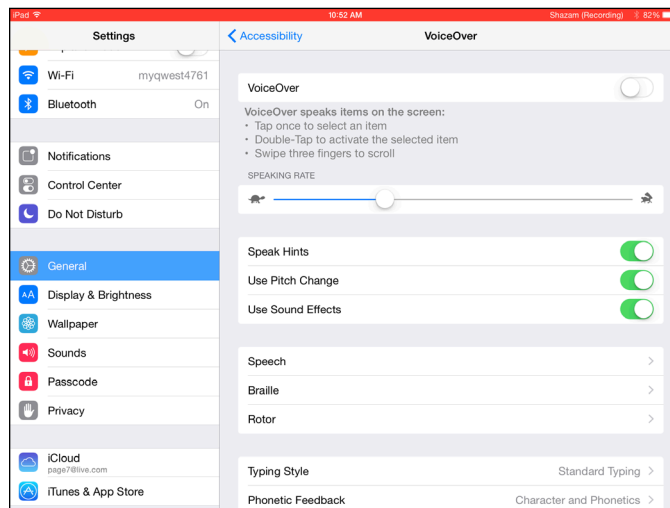 iPad 10:52 AM Shazam (Recording) 82%
Settings
Wi-Fi myqwest4761
Bluetooth On
Notifications
Control Center
Do Not Disturb
General
AA Display & Brightness
Wallpaper
Sounds
Passcode
Privacy
iCloud
page7@live.com
iTunes & App Store
Accessibility VoiceOver
VoiceOver
VoiceOver speaks items on the screen:
• Tap once to select an item
• Double-Tap to activate the selected item
• Swipe three fingers to scroll
SPEAKING RATE
Speak Hints
Use Pitch Change
Use Sound Effects
Speech
Braille
Rotor
Typing Style Standard Typing
Phonetic Feedback Character and Phonetics